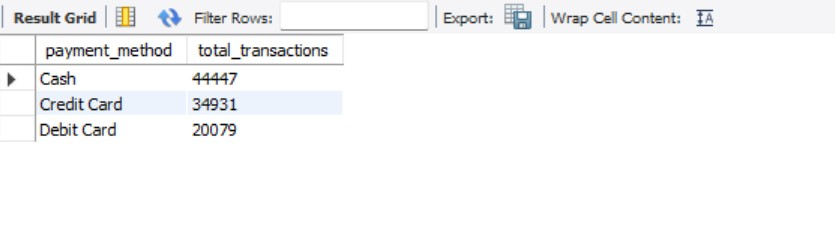 Result Grid Filter Rows: Export: Wrap Cell Content:
payment_method total_transactions
Cash 44447
Credit Card 34931
Debit Card 20079